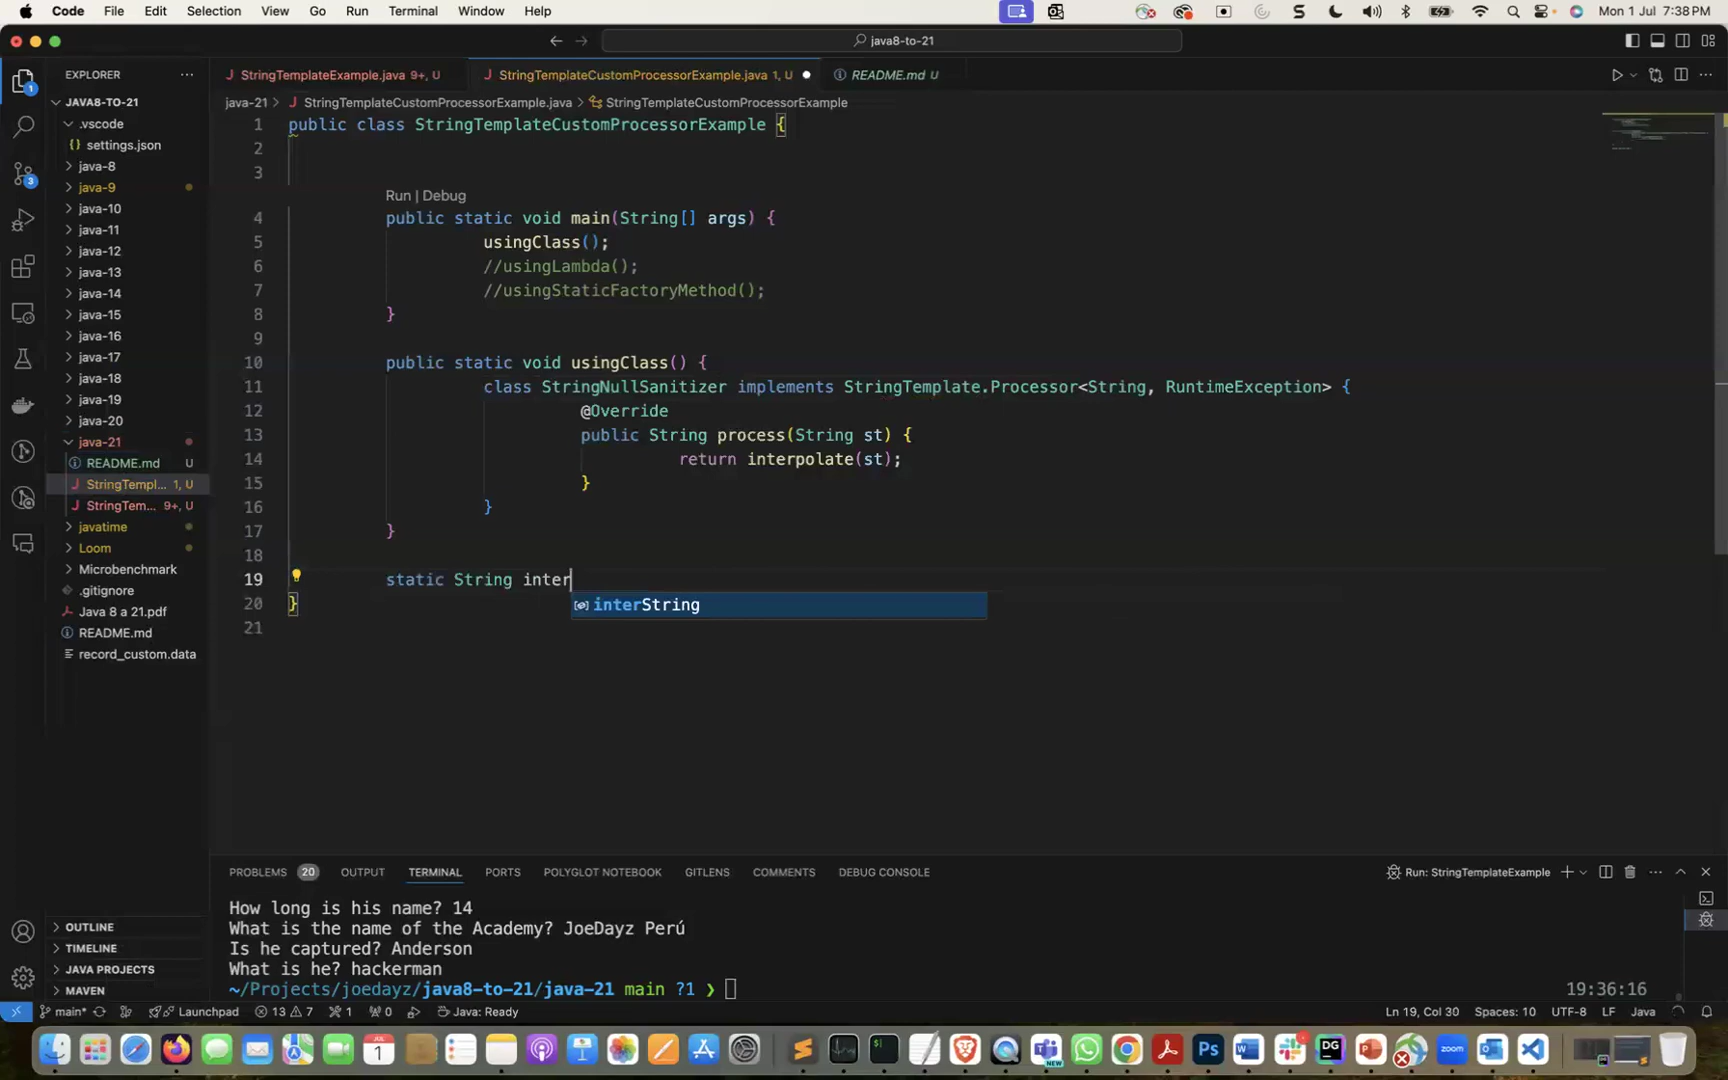 Code File Edit Selection View Go Run Terminal Window Help Mon 1 Jul 7:38 PM
java8-to-21
EXPLORER
StringTemplateExample.java 9+, U
StringTemplateCustomProcessorExample.java 1, U
README.md U
java-21 > StringTemplateCustomProcessorExample.java > StringTemplateCustomProcessorExample
JAVA8-TO-21
.vscode
settings.json
java-8
java-9
java-10
java-11
java-12
java-13
java-14
java-15
java-16
java-17
java-18
java-19
java-20
java-21
README.md U
StringTempl... 1, U
StringTem... 9+, U
javatime
Loom
Microbenchmark
.gitignore
Java 8 a 21.pdf
README.md
record_custom.data
OUTLINE
TIMELINE
JAVA PROJECTS
MAVEN
1 public class StringTemplateCustomProcessorExample {
2
3
Run | Debug
4 public static void main(String[] args) {
5 usingClass();
6 //usingLambda();
7 //usingStaticFactoryMethod();
8 }
9
10 public static void usingClass() {
11 class StringNullSanitizer implements StringTemplate.Processor<String, RuntimeException> {
12 @Override
13 public String process(String st) {
14 return interpolate(st);
15 }
16 }
17 }
18
19 static String inter
interString
20 }
21
PROBLEMS 20 OUTPUT TERMINAL PORTS POLYGLOT NOTEBOOK GITLENS COMMENTS DEBUG CONSOLE Run: StringTemplateExample
How long is his name? 14
What is the name of the Academy? JoeDayz Perú
Is he captured? Anderson
What is he? hackerman
~/Projects/joedayz/java8-to-21/java-21 main ?1 ❯ 19:36:16
main* Launchpad 13 7 1 0 Java: Ready Ln 19, Col 30 Spaces: 10 UTF-8 LF Java